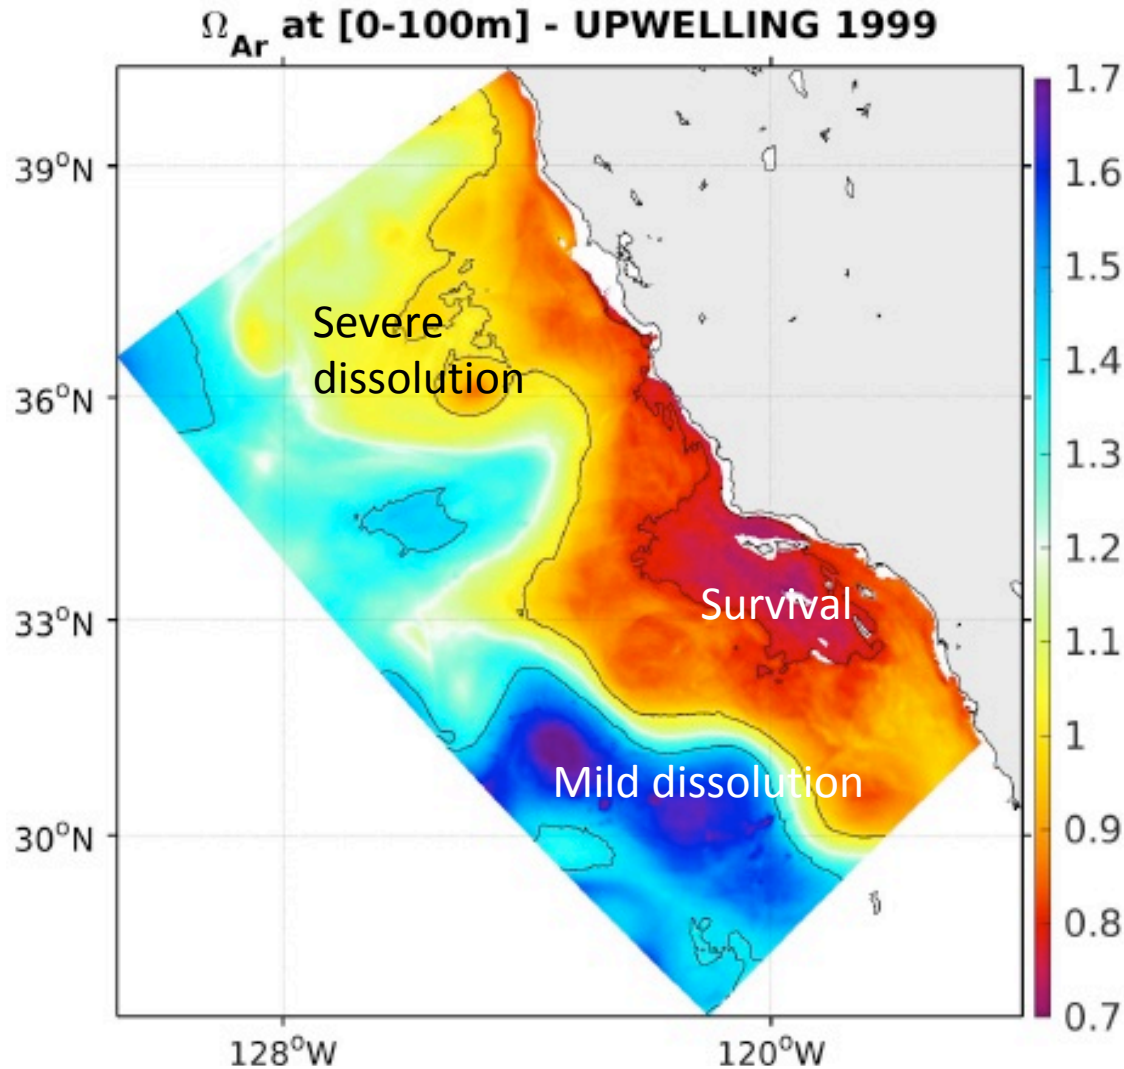 Ω_Ar at [0-100m] - UPWELLING 1999
39°N
36°N
33°N
30°N
128°W
120°W
Severe
dissolution
Survival
Mild dissolution
1.7
1.6
1.5
1.4
1.3
1.2
1.1
1
0.9
0.8
0.7